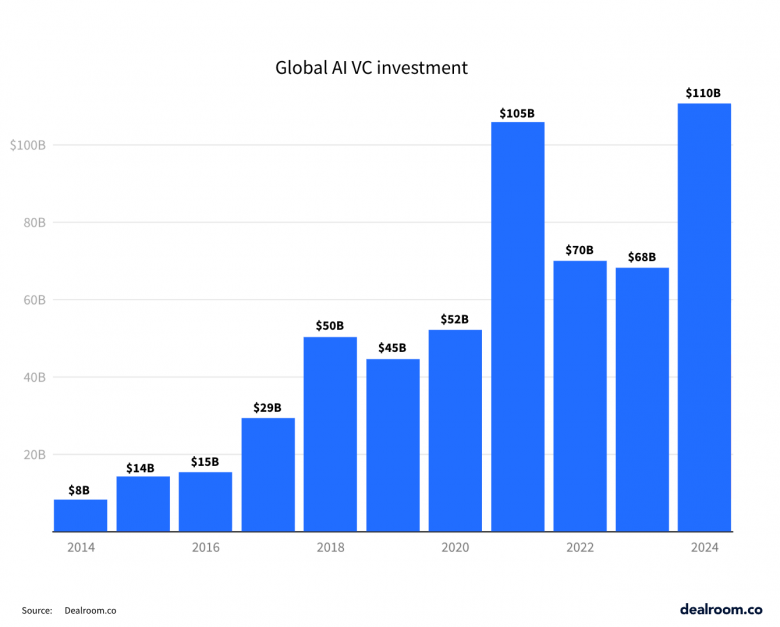 Global AI VC investment
$110B
$105B
$100B
80B
$70B
$68B
60B
$50B
$52B
$45B
40B
$29B
20B
$14B
$15B
$8B
2014 2016 2018 2020 2022 2024
Source: Dealroom.co
dealroom.co